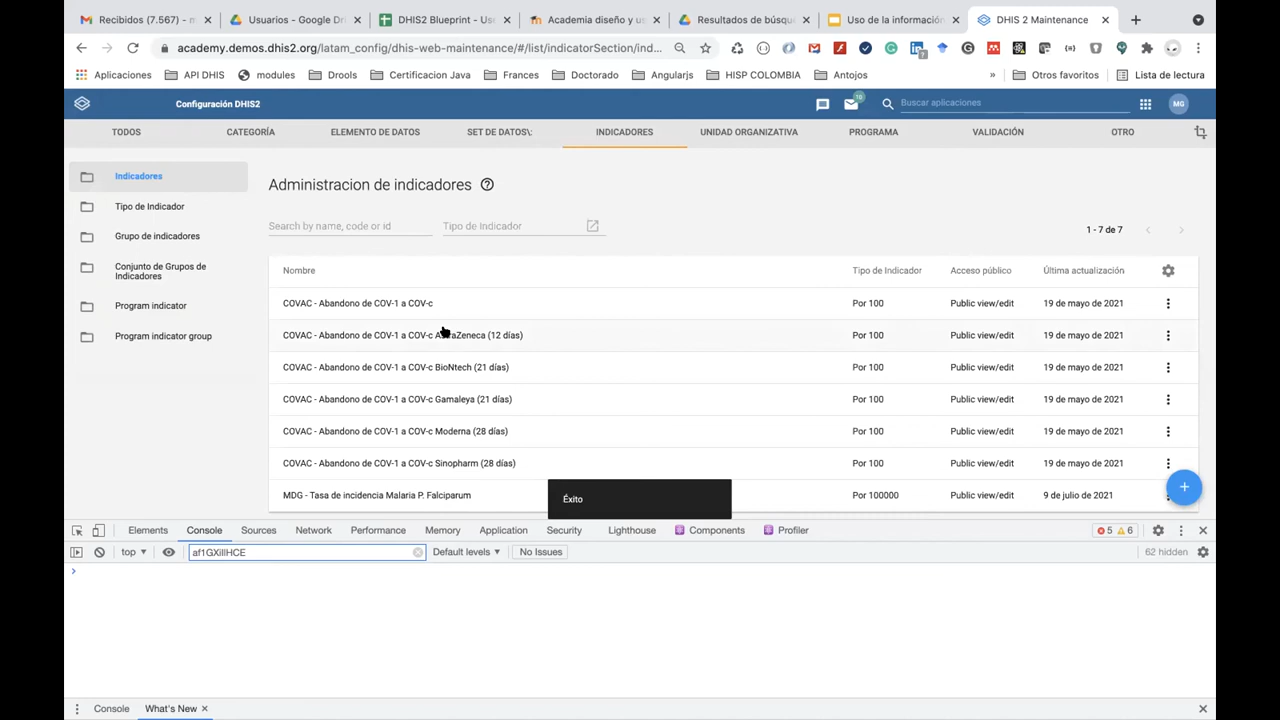 Recibidos (7.567) - m
Usuarios - Google Dri
DHIS2 Blueprint - Use
Academia diseño y us
Resultados de búsqu
Uso de la información
DHIS 2 Maintenance
academy.demos.dhis2.org/latam_config/dhis-web-maintenance/#/list/indicatorSection/ind...
Aplicaciones
API DHIS
modules
Drools
Certificacion Java
Frances
Doctorado
Angularjs
HISP COLOMBIA
Antojos
»
Otros favoritos
Lista de lectura
Configuración DHIS2
10
Buscar aplicaciones
MG
TODOS
CATEGORÍA
ELEMENTO DE DATOS
SET DE DATOS\;
INDICADORES
UNIDAD ORGANIZATIVA
PROGRAMA
VALIDACIÓN
OTRO
Indicadores
Tipo de Indicador
Grupo de indicadores
Conjunto de Grupos de
Indicadores
Program indicator
Program indicator group
Administracion de indicadores
Search by name, code or id
Tipo de Indicador
1 - 7 de 7
Nombre Tipo de Indicador Acceso público Última actualización
COVAC - Abandono de COV-1 a COV-c Por 100 Public view/edit 19 de mayo de 2021
COVAC - Abandono de COV-1 a COV-c (12 días) Por 100 Public view/edit 19 de mayo de 2021
COVAC - Abandono de COV-1 a COV-c BioNtech (21 días) Por 100 Public view/edit 19 de mayo de 2021
COVAC - Abandono de COV-1 a COV-c Gamaleya (21 días) Por 100 Public view/edit 19 de mayo de 2021
COVAC - Abandono de COV-1 a COV-c Moderna (28 días) Por 100 Public view/edit 19 de mayo de 2021
COVAC - Abandono de COV-1 a COV-c Sinopharm (28 días) Por 100 Public view/edit 19 de mayo de 2021
MDG - Tasa de incidencia Malaria P. Falciparum Por 100000 Public view/edit 9 de julio de 2021
Éxito
Elements Console Sources Network Performance Memory Application Security Lighthouse Components Profiler
5 6
top
Default levels
No Issues
62 hidden
Console
What's New